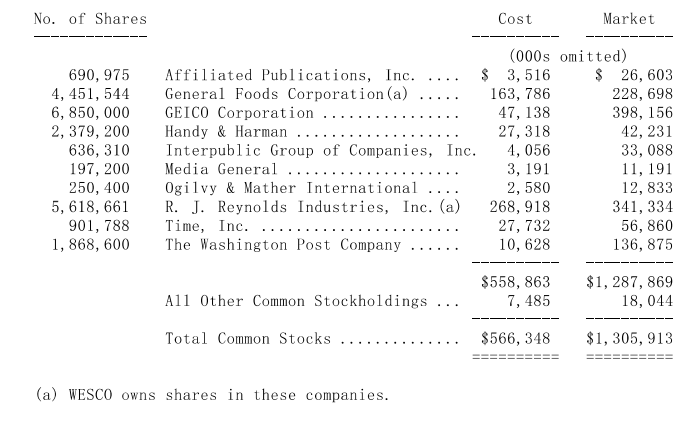 No. of Shares Cost Market
------------- ---------- ----------
(000s omitted)
690,975 Affiliated Publications, Inc. .... $ 3,516 $ 26,603
4,451,544 General Foods Corporation(a) ..... 163,786 228,698
6,850,000 GEICO Corporation ................ 47,138 398,156
2,379,200 Handy & Harman ................... 27,318 42,231
636,310 Interpublic Group of Companies, Inc. 4,056 33,088
197,200 Media General .................... 3,191 11,191
250,400 Ogilvy & Mather International .... 2,580 12,833
5,618,661 R. J. Reynolds Industries, Inc.(a) 268,918 341,334
901,788 Time, Inc. ....................... 27,732 56,860
1,868,600 The Washington Post Company ...... 10,628 136,875
---------- ----------
$558,863 $1,287,869
All Other Common Stockholdings ... 7,485 18,044
---------- ----------
Total Common Stocks .............. $566,348 $1,305,913
========== ==========
(a) WESCO owns shares in these companies.